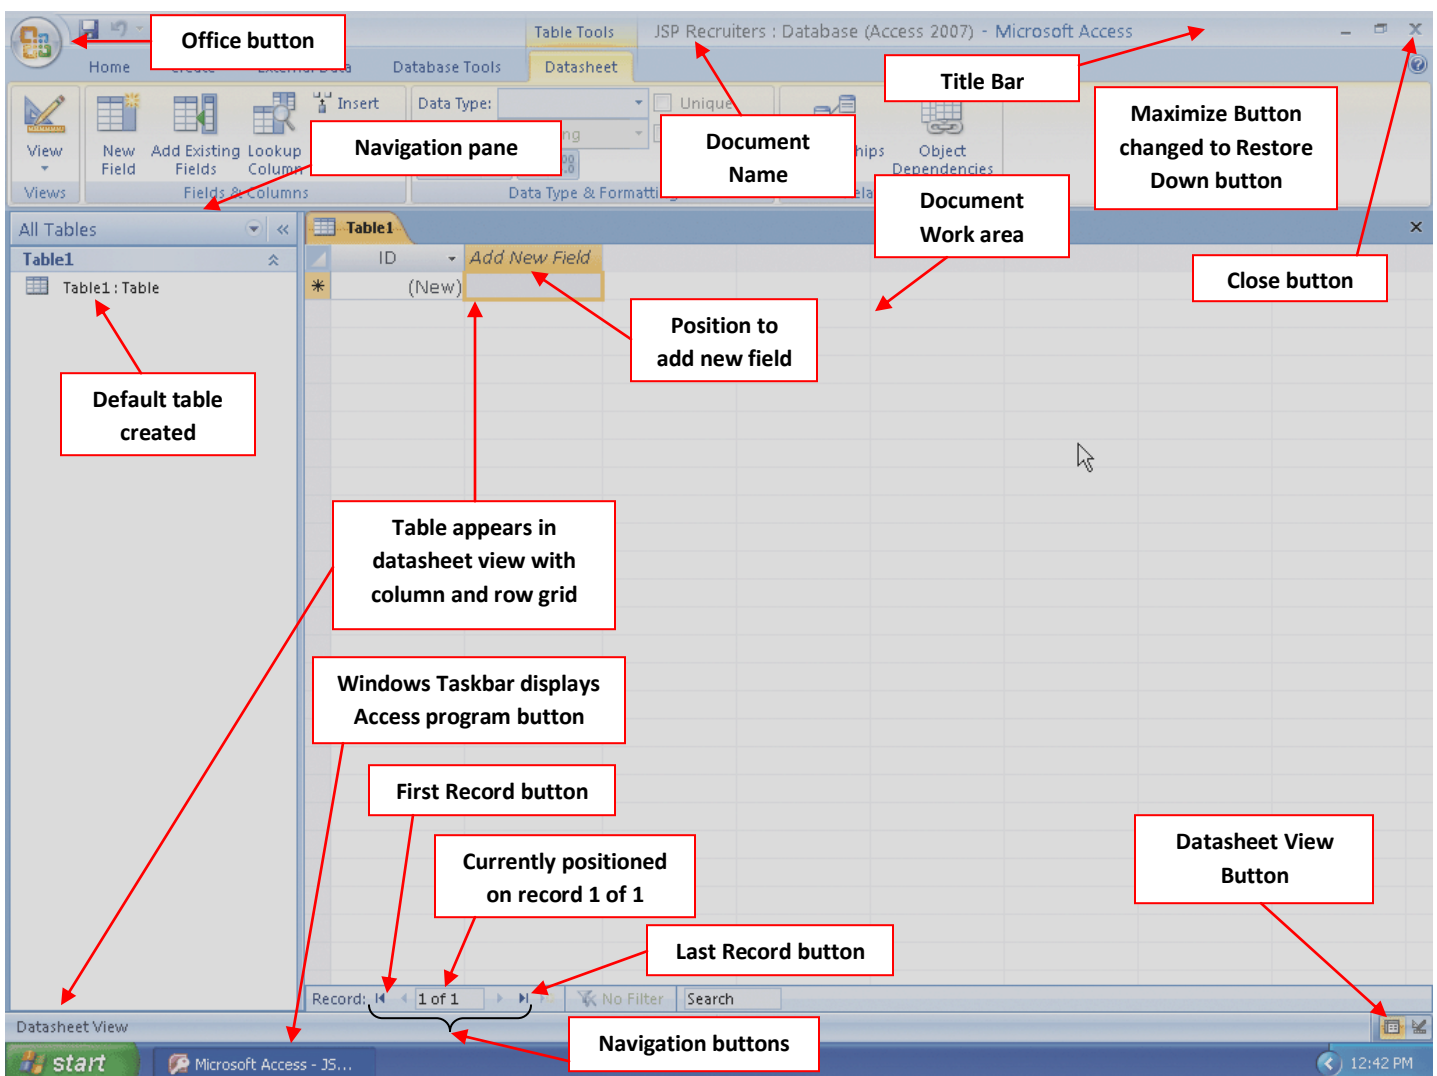 Table Tools
JSP Recruiters : Database (Access 2007) - Microsoft Access
Office button
Home
Database Tools
Datasheet
Title Bar
Insert
Data Type:
Unique
Maximize Button
changed to Restore
Down button
Navigation pane
Document
Name
View
New
Field
Add Existing
Fields
Lookup
Column
Object
Dependencies
Views
Fields & Columns
Data Type &
Document
Work area
All Tables
Table1
Table1
Table1 : Table
ID
Add New Field
(New)
Close button
Position to
add new field
Default table
created
Table appears in
datasheet view with
column and row grid
Windows Taskbar displays
Access program button
First Record button
Currently positioned
on record 1 of 1
Datasheet View
Button
Last Record button
Record:
1 of 1
No Filter
Search
Datasheet View
Navigation buttons
start
Microsoft Access - JS...
12:42 PM